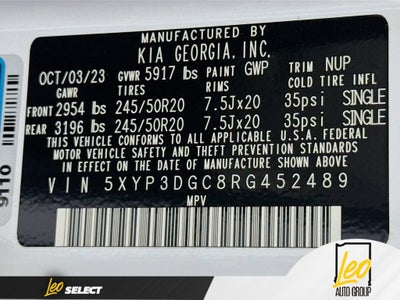 MANUFACTURED BY
KIA GEORGIA, INC.
OCT/03/23 GVWR 5917 lbs PAINT GWP TRIM NUP
GAWR TIRES RIMS COLD TIRE INFL
FRONT 2954 lbs 245/50R20 7.5Jx20 35psi SINGLE
REAR 3196 lbs 245/50R20 7.5Jx20 35psi SINGLE
THIS VEHICLE CONFORMS TO ALL APPLICABLE U.S.A. FEDERAL
MOTOR VEHICLE SAFETY AND THEFT PREVENTION STANDARDS
IN EFFECT ON THE DATE OF MANUFACTURE SHOWN ABOVE.
VIN 5XYP3DGC8RG452489
MPV
9110
Leo SELECT
Leo
AUTO GROUP